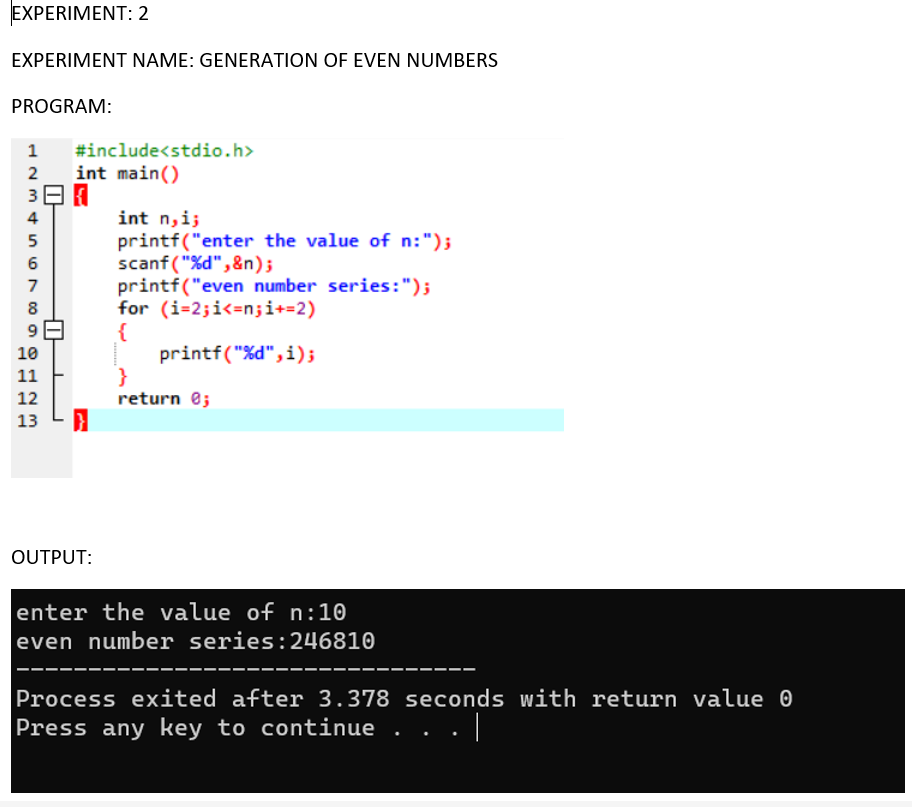 EXPERIMENT: 2
EXPERIMENT NAME: GENERATION OF EVEN NUMBERS
PROGRAM:
1 #include<stdio.h>
2 int main()
3 {
4 int n,i;
5 printf("enter the value of n:");
6 scanf("%d",&n);
7 printf("even number series:");
8 for (i=2;i<=n;i+=2)
9 {
10 printf("%d",i);
11 }
12 return 0;
13 }
OUTPUT:
enter the value of n:10
even number series:246810
--------------------------------
Process exited after 3.378 seconds with return value 0
Press any key to continue . . .